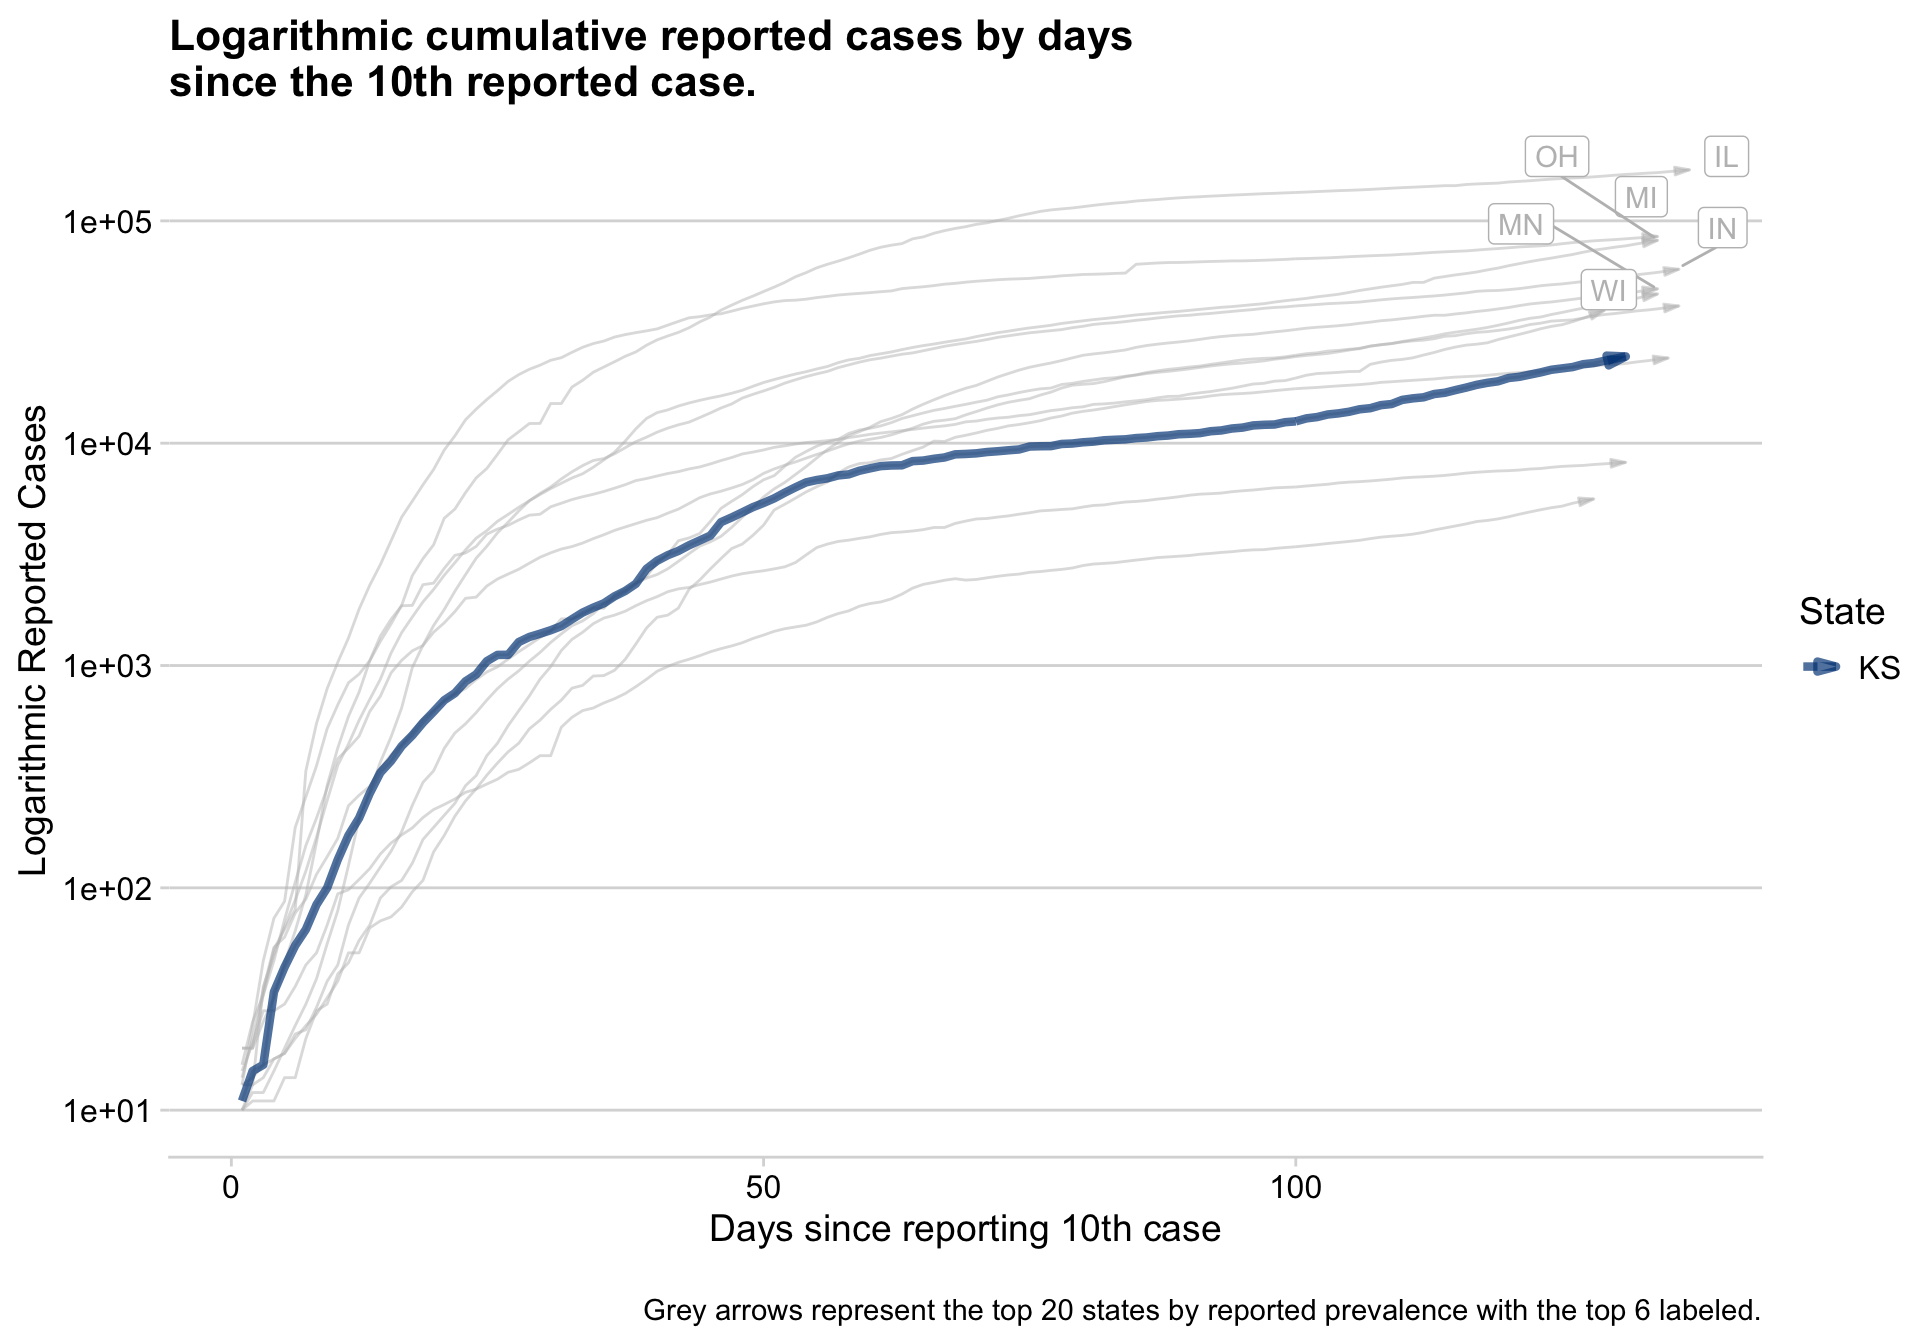 Logarithmic cumulative reported cases by days
since the 10th reported case.
OH
IL
MI
MN
IN
WI
1e+05
1e+04
1e+03
1e+02
1e+01
Logarithmic Reported Cases
0
50
100
Days since reporting 10th case
State
KS
Grey arrows represent the top 20 states by reported prevalence with the top 6 labeled.